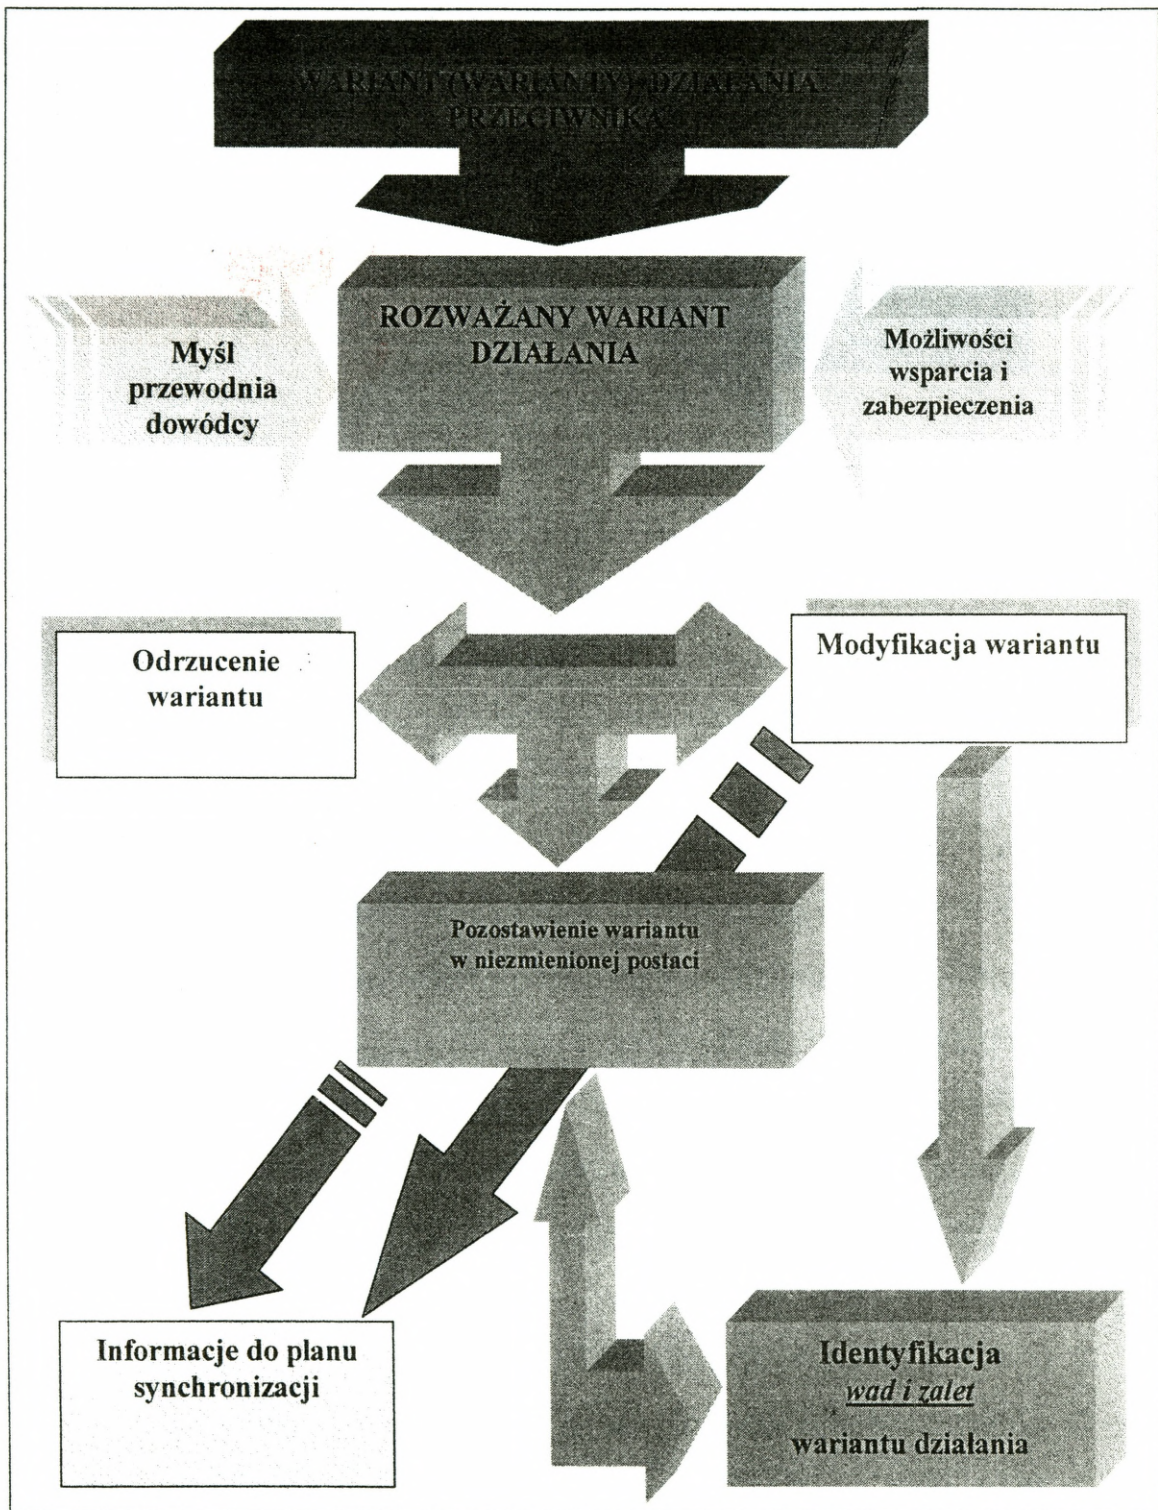 WARIANT (WARIANTY) DZIAŁANIA
PRZECIWNIKA
ROZWAŻANY WARIANT
DZIAŁANIA
Myśl
przewodnia
dowódcy
Możliwości
wsparcia i
zabezpieczenia
Odrzucenie
wariantu
Modyfikacja wariantu
Pozostawienie wariantu
w niezmienionej postaci
Informacje do planu
synchronizacji
Identyfikacja
wad i zalet
wariantu działania